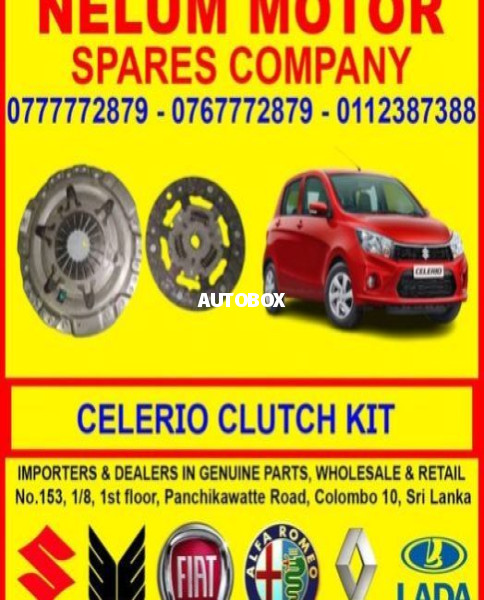 NELUM MOTOR
SPARES COMPANY
0777772879 - 0767772879 - 0112387388
CELERIO
AUTOBOX
CELERIO CLUTCH KIT
IMPORTERS & DEALERS IN GENUINE PARTS, WHOLESALE & RETAIL
No.153, 1/8, 1st floor, Panchikawatte Road, Colombo 10, Sri Lanka
FIAT
ALFA ROMEO
LADA